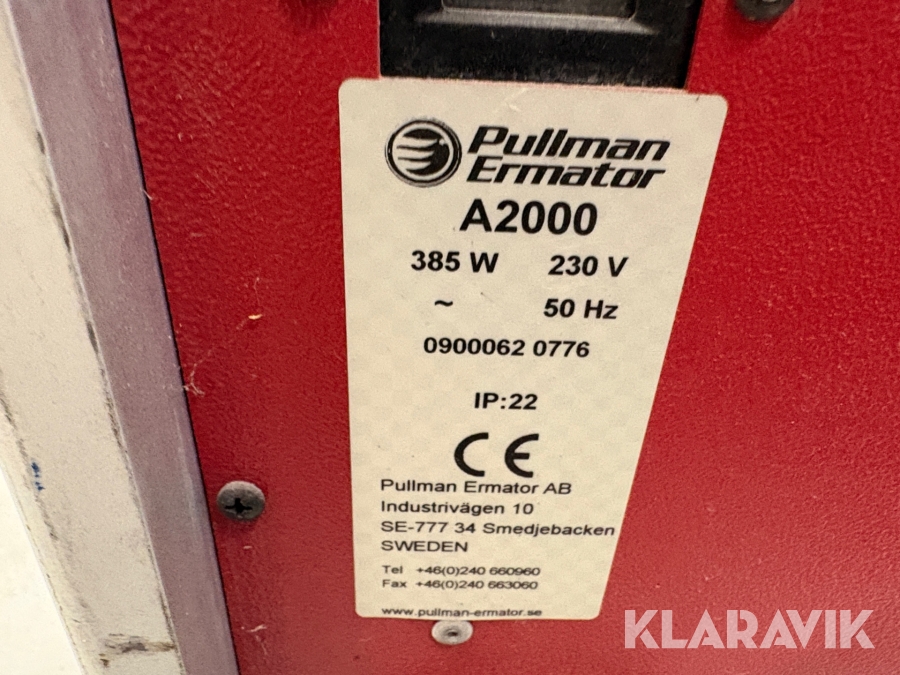 Pullman
Ermator
A2000
385 W 230 V
~ 50 Hz
0900062 0776
IP:22
CE
Pullman Ermator AB
Industrivägen 10
SE-777 34 Smedjebacken
SWEDEN
Tel +46(0)240 660960
Fax +46(0)240 663060
www.pullman-ermator.se
KLARAVIK